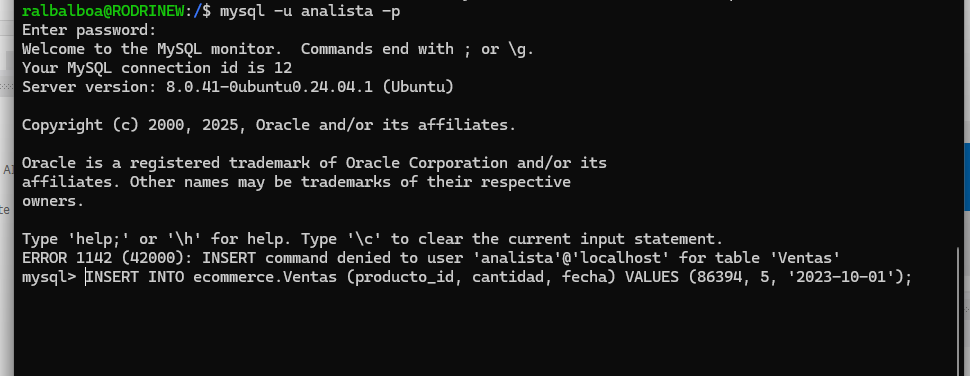 ralbalboa@RODRINEW:/$ mysql -u analista -p
Enter password:
Welcome to the MySQL monitor.  Commands end with ; or \g.
Your MySQL connection id is 12
Server version: 8.0.41-0ubuntu0.24.04.1 (Ubuntu)
Copyright (c) 2000, 2025, Oracle and/or its affiliates.
Oracle is a registered trademark of Oracle Corporation and/or its
affiliates. Other names may be trademarks of their respective
owners.
Type 'help;' or '\h' for help. Type '\c' to clear the current input statement.
ERROR 1142 (42000): INSERT command denied to user 'analista'@'localhost' for table 'Ventas'
mysql> INSERT INTO ecommerce.Ventas (producto_id, cantidad, fecha) VALUES (86394, 5, '2023-10-01');